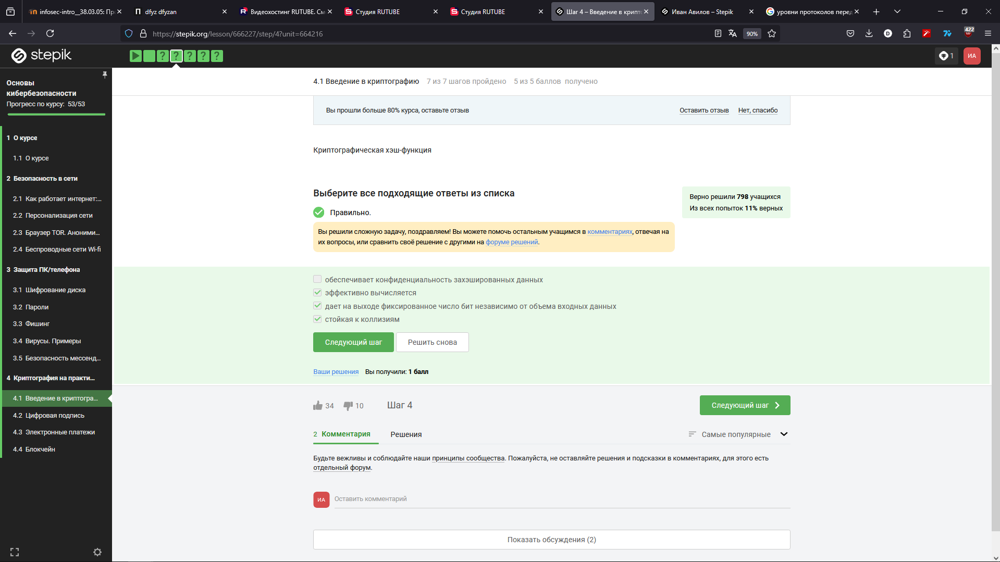 infosec-intro__38.03.05: Пр
dfyz dfyzan
Видеохостинг RUTUBE. См
Студия RUTUBE
Студия RUTUBE
Шаг 4 – Введение в крипт
Иван Авилов – Stepik
уровни протоколов перед
https://stepik.org/lesson/666227/step/4?unit=664216
90%
422
stepik
? ? ? ? ?
1
ИА
Основы
кибербезопасности
Прогресс по курсу: 53/53
1 О курсе
1.1 О курсе
2 Безопасность в сети
2.1 Как работает интернет:...
2.2 Персонализация сети
2.3 Браузер TOR. Аноними...
2.4 Беспроводные сети Wi-fi
3 Защита ПК/телефона
3.1 Шифрование диска
3.2 Пароли
3.3 Фишинг
3.4 Вирусы. Примеры
3.5 Безопасность мессенд...
4 Криптография на практи...
4.1 Введение в криптогра...
4.2 Цифровая подпись
4.3 Электронные платежи
4.4 Блокчейн
4.1 Введение в криптографию 7 из 7 шагов пройдено 5 из 5 баллов получено
Вы прошли больше 80% курса, оставьте отзыв
Оставить отзыв Нет, спасибо
Криптографическая хэш-функция
Выберите все подходящие ответы из списка
Верно решили 798 учащихся
Из всех попыток 11% верных
Правильно.
Вы решили сложную задачу, поздравляем! Вы можете помочь остальным учащимся в комментариях, отвечая на
их вопросы, или сравнить своё решение с другими на форуме решений.
обеспечивает конфиденциальность захэшированных данных
эффективно вычисляется
дает на выходе фиксированное число бит независимо от объема входных данных
стойкая к коллизиям
Следующий шаг Решить снова
Ваши решения Вы получили: 1 балл
34 10 Шаг 4
Следующий шаг
2 Комментария Решения
Самые популярные
Будьте вежливы и соблюдайте наши принципы сообщества. Пожалуйста, не оставляйте решения и подсказки в комментариях, для этого есть
отдельный форум.
ИА
Оставить комментарий
Показать обсуждения (2)